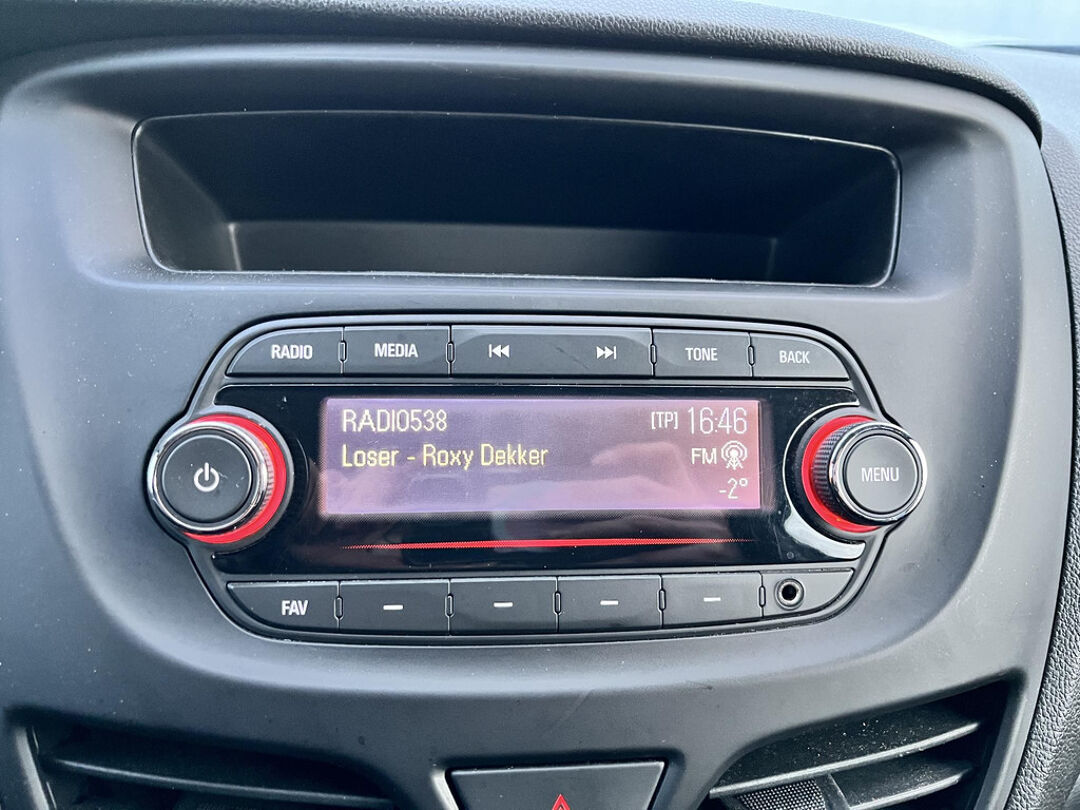 RADIO MEDIA TONE BACK
RADIO538 [TP] 16:46
Loser - Roxy Dekker FM
-2°
MENU
FAV